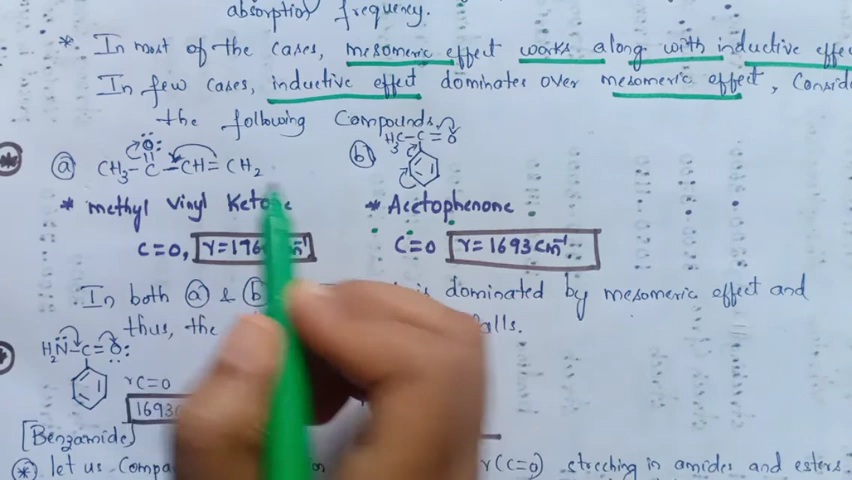 absorption frequency.
*. In most of the cases, mesomeric effect works along with inductive effe
In few cases, inductive effect dominates over mesomeric effect, Consid
the following Compounds.
* (a) CH3-C-CH=CH2 :O:
(b) H3C-C=O
* methyl vinyl Ketone * Acetophenone
C=O, C=O γ=1693 Cm-1
In both (a) & (b) is dominated by mesomeric effect and
thus, the falls.
* H2N-C=O:
γC=O
1693
[Benzamide]
(*) let us Compa γ(C=O) streching in amides and esters.